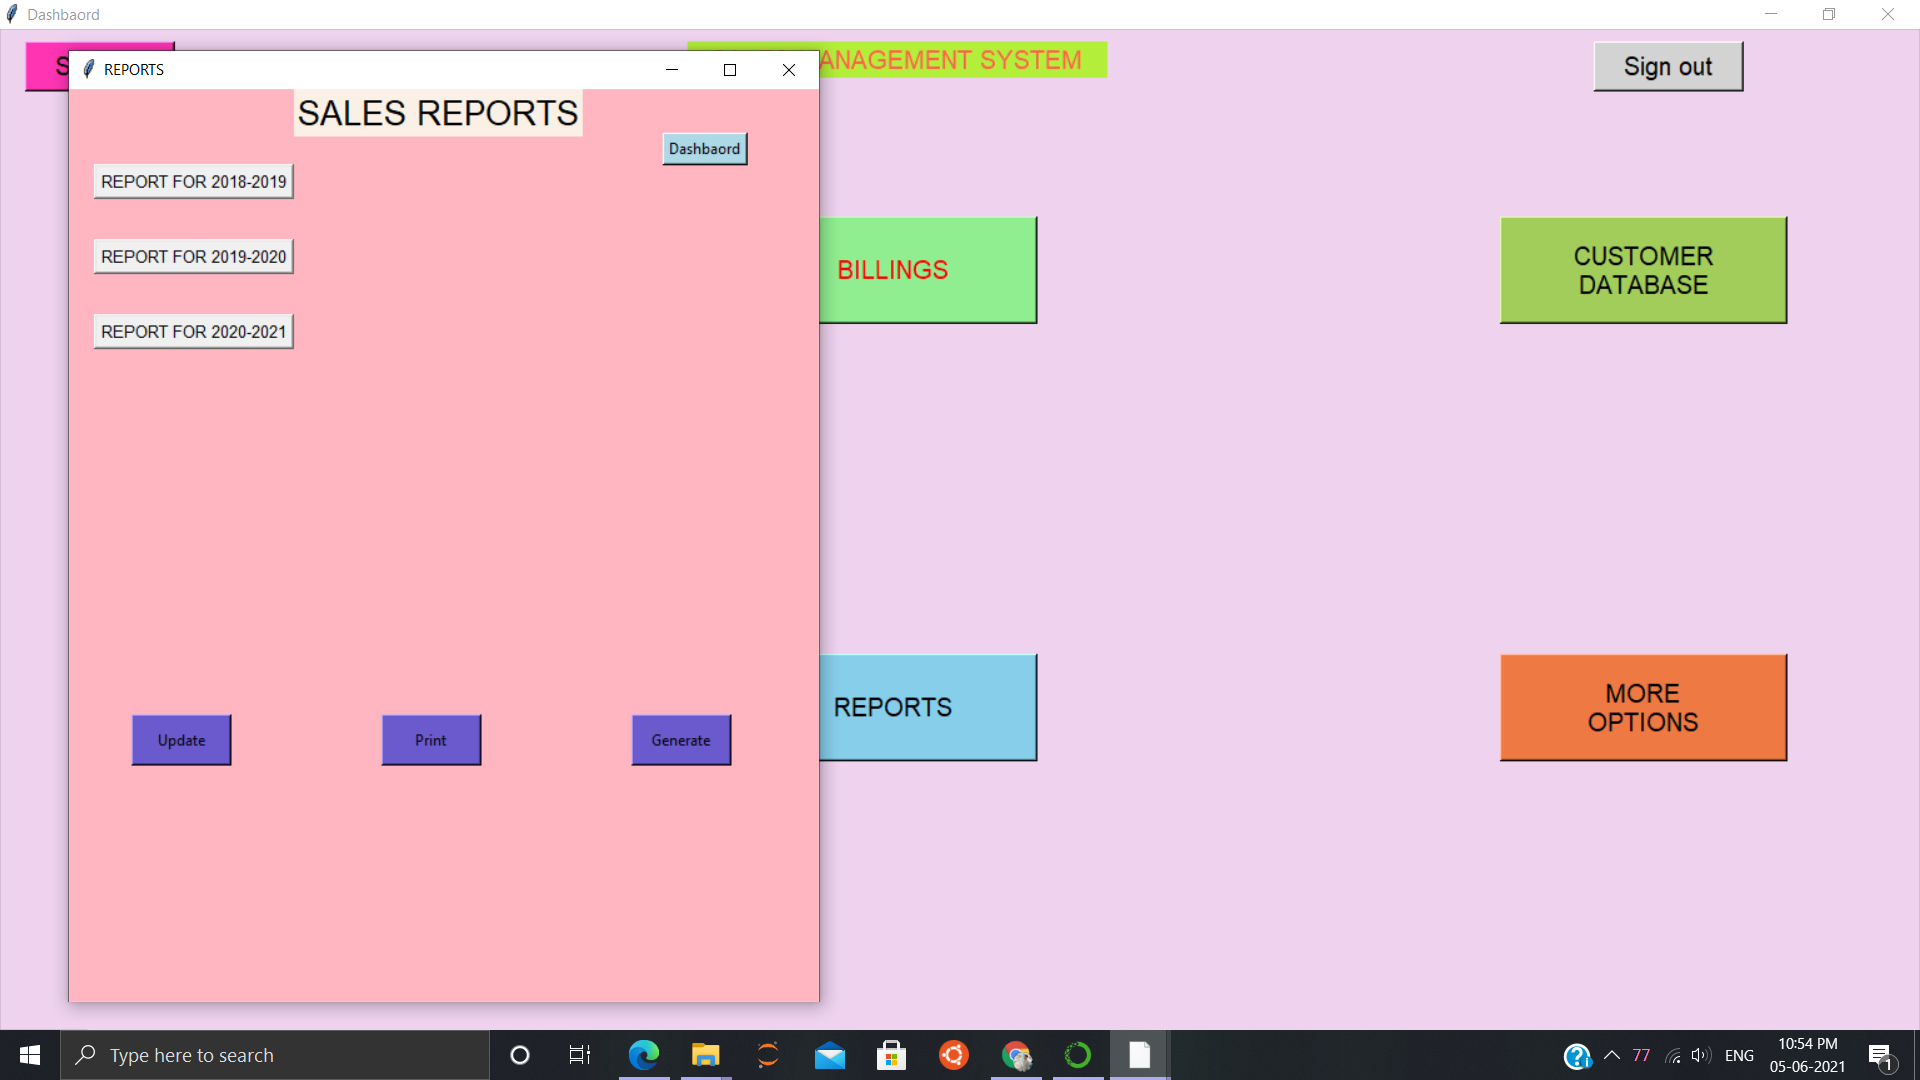 Dashbaord
S
ANAGEMENT SYSTEM
Sign out
REPORTS
SALES REPORTS
Dashbaord
REPORT FOR 2018-2019
REPORT FOR 2019-2020
REPORT FOR 2020-2021
BILLINGS
CUSTOMER
DATABASE
REPORTS
MORE
OPTIONS
Update
Print
Generate
Type here to search
77
ENG
10:54 PM
05-06-2021
1